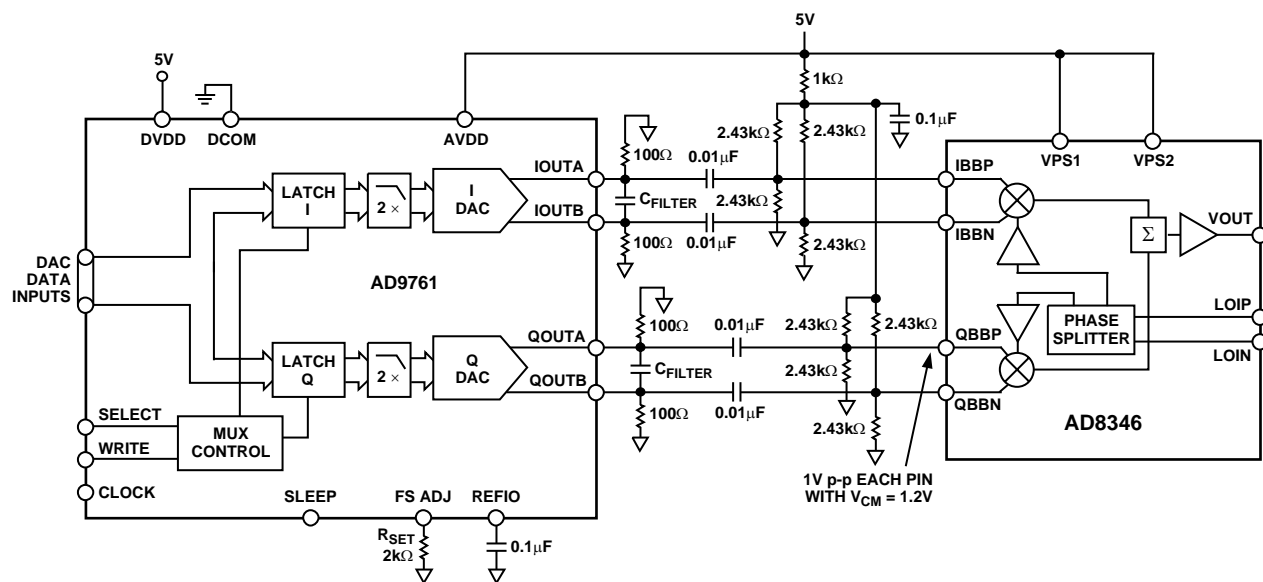 5V
5V
1kΩ
0.1μF
2.43kΩ
2.43kΩ
DVDD
DCOM
AVDD
VPS1
VPS2
100Ω
0.01μF
IOUTA
IBBP
LATCH
I
2 ×
I
DAC
C_FILTER
2.43kΩ
IOUTB
IBBN
0.01μF
100Ω
2.43kΩ
Σ
VOUT
DAC
DATA
INPUTS
AD9761
100Ω
0.01μF
2.43kΩ
2.43kΩ
PHASE
SPLITTER
LOIP
LOIN
QOUTA
QBBP
LATCH
Q
2 ×
Q
DAC
C_FILTER
2.43kΩ
QOUTB
QBBN
0.01μF
100Ω
2.43kΩ
AD8346
SELECT
WRITE
MUX
CONTROL
CLOCK
1V p-p EACH PIN
WITH V_CM = 1.2V
SLEEP
FS ADJ
REFIO
R_SET
2kΩ
0.1μF